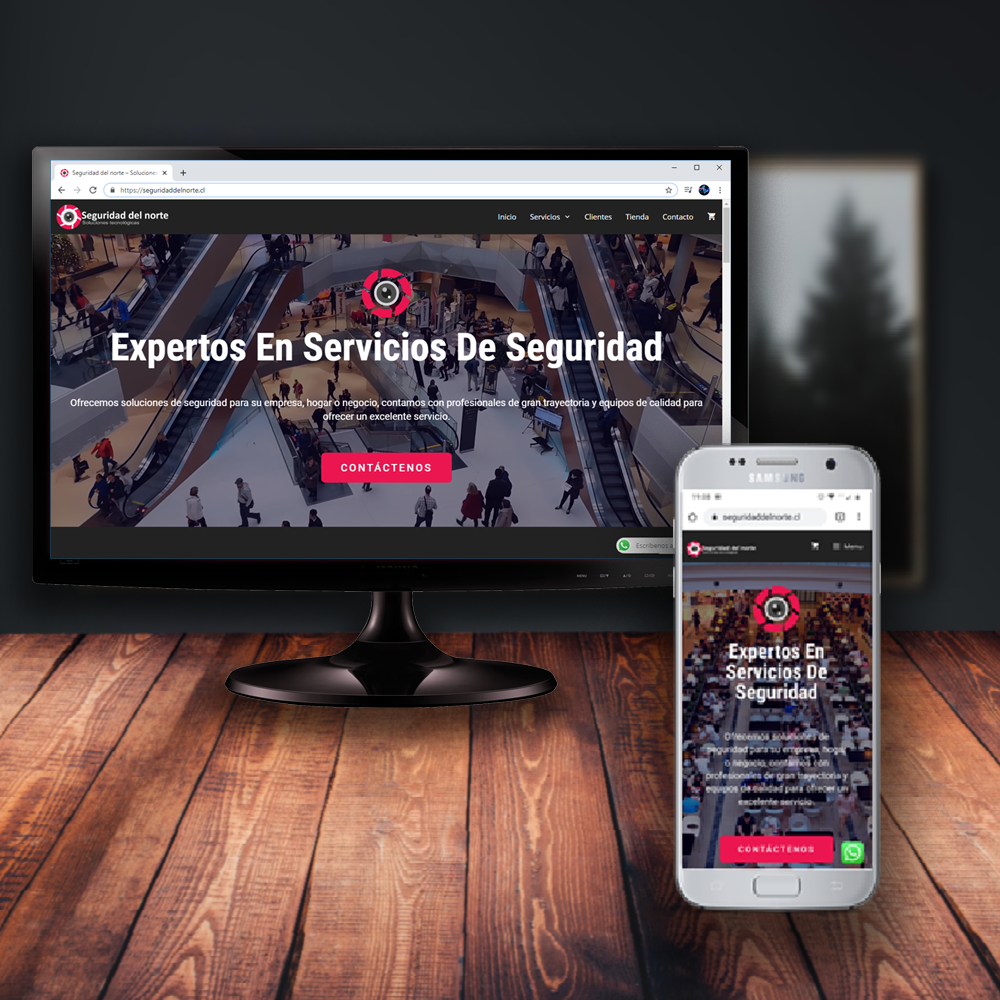 Seguridad del norte – Solucione
https://seguridaddelnorte.cl
Seguridad del norte
Soluciones tecnológicas
Inicio
Servicios
Clientes
Tienda
Contacto
Expertos En Servicios De Seguridad
Ofrecemos soluciones de seguridad para su empresa, hogar o negocio, contamos con profesionales de gran trayectoria y equipos de calidad para
ofrecer un excelente servicio.
CONTÁCTENOS
Escríbenos a
MENU
SAMSUNG
11:08
seguridaddelnorte.cl
Seguridad del norte
Menu
Expertos En
Servicios De
Seguridad
Ofrecemos soluciones de
seguridad para su empresa, hogar
o negocio, contamos con
profesionales de gran trayectoria y
equipos de calidad para ofrecer un
excelente servicio.
CONTÁCTENOS